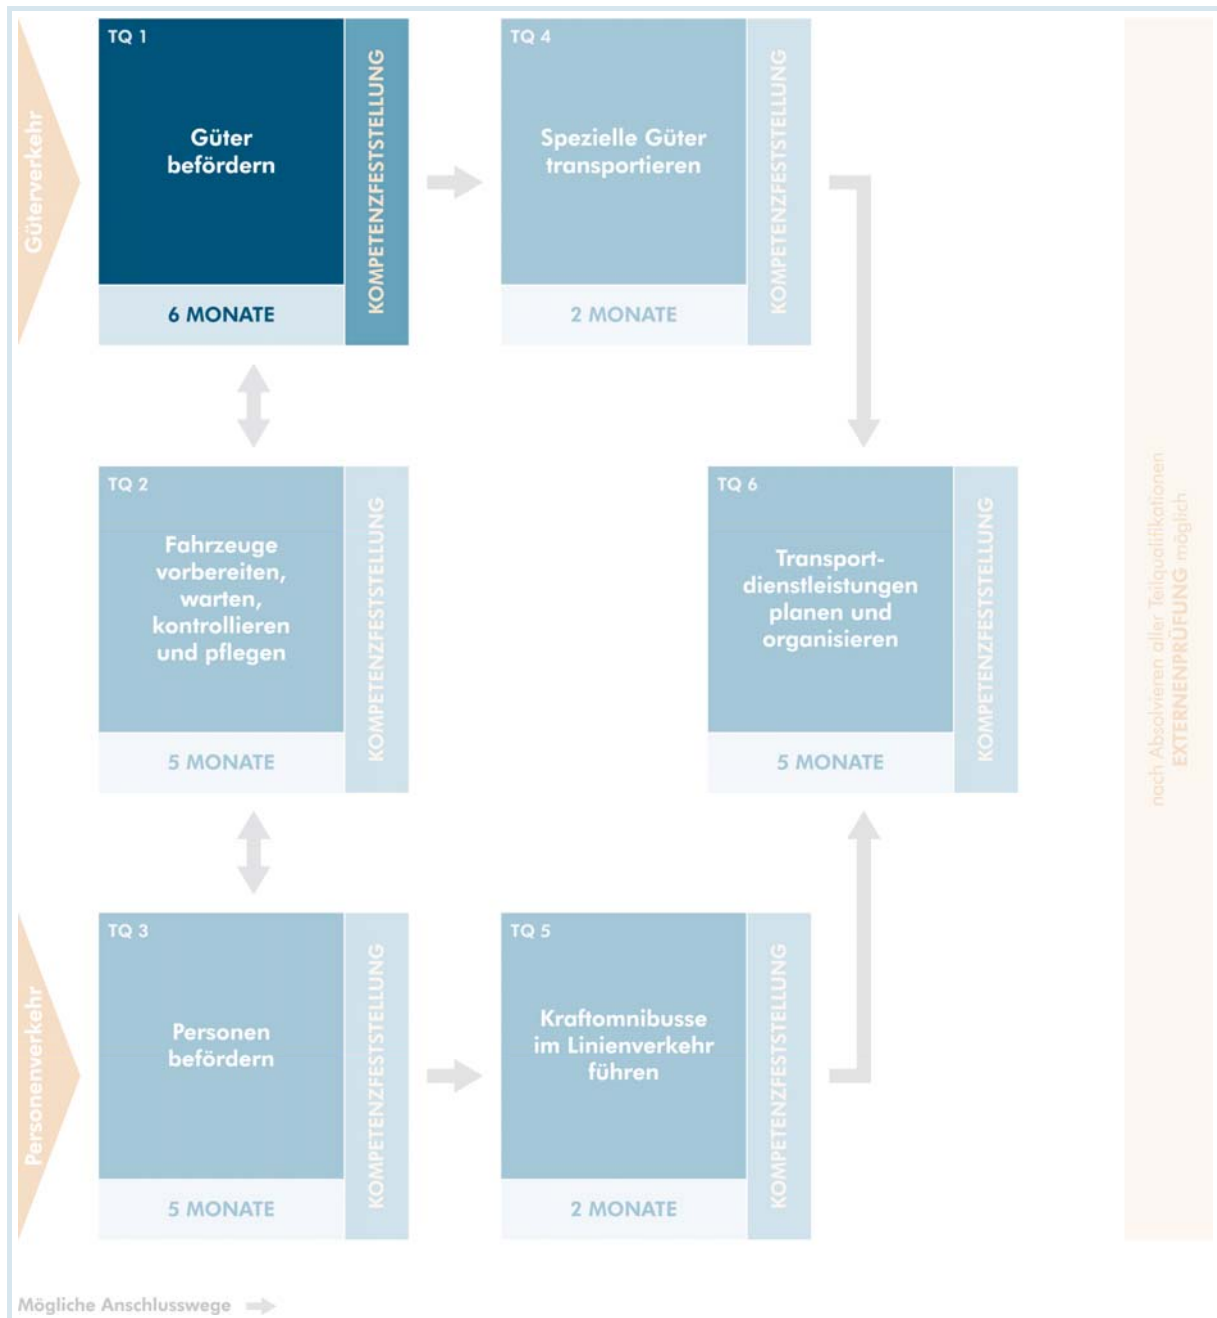 Güterverkehr
TQ 1
Güter
befördern
6 MONATE
KOMPETENZFESTSTELLUNG
TQ 4
Spezielle Güter
transportieren
2 MONATE
KOMPETENZFESTSTELLUNG
TQ 2
Fahrzeuge
vorbereiten,
warten,
kontrollieren
und pflegen
5 MONATE
KOMPETENZFESTSTELLUNG
TQ 6
Transport-
dienstleistungen
planen und
organisieren
5 MONATE
KOMPETENZFESTSTELLUNG
Personenverkehr
TQ 3
Personen
befördern
5 MONATE
KOMPETENZFESTSTELLUNG
TQ 5
Kraftomnibusse
im Linienverkehr
führen
2 MONATE
KOMPETENZFESTSTELLUNG
nach Absolvieren aller Teilqualifikationen
EXTERNENPRÜFUNG möglich
Mögliche Anschlusswege